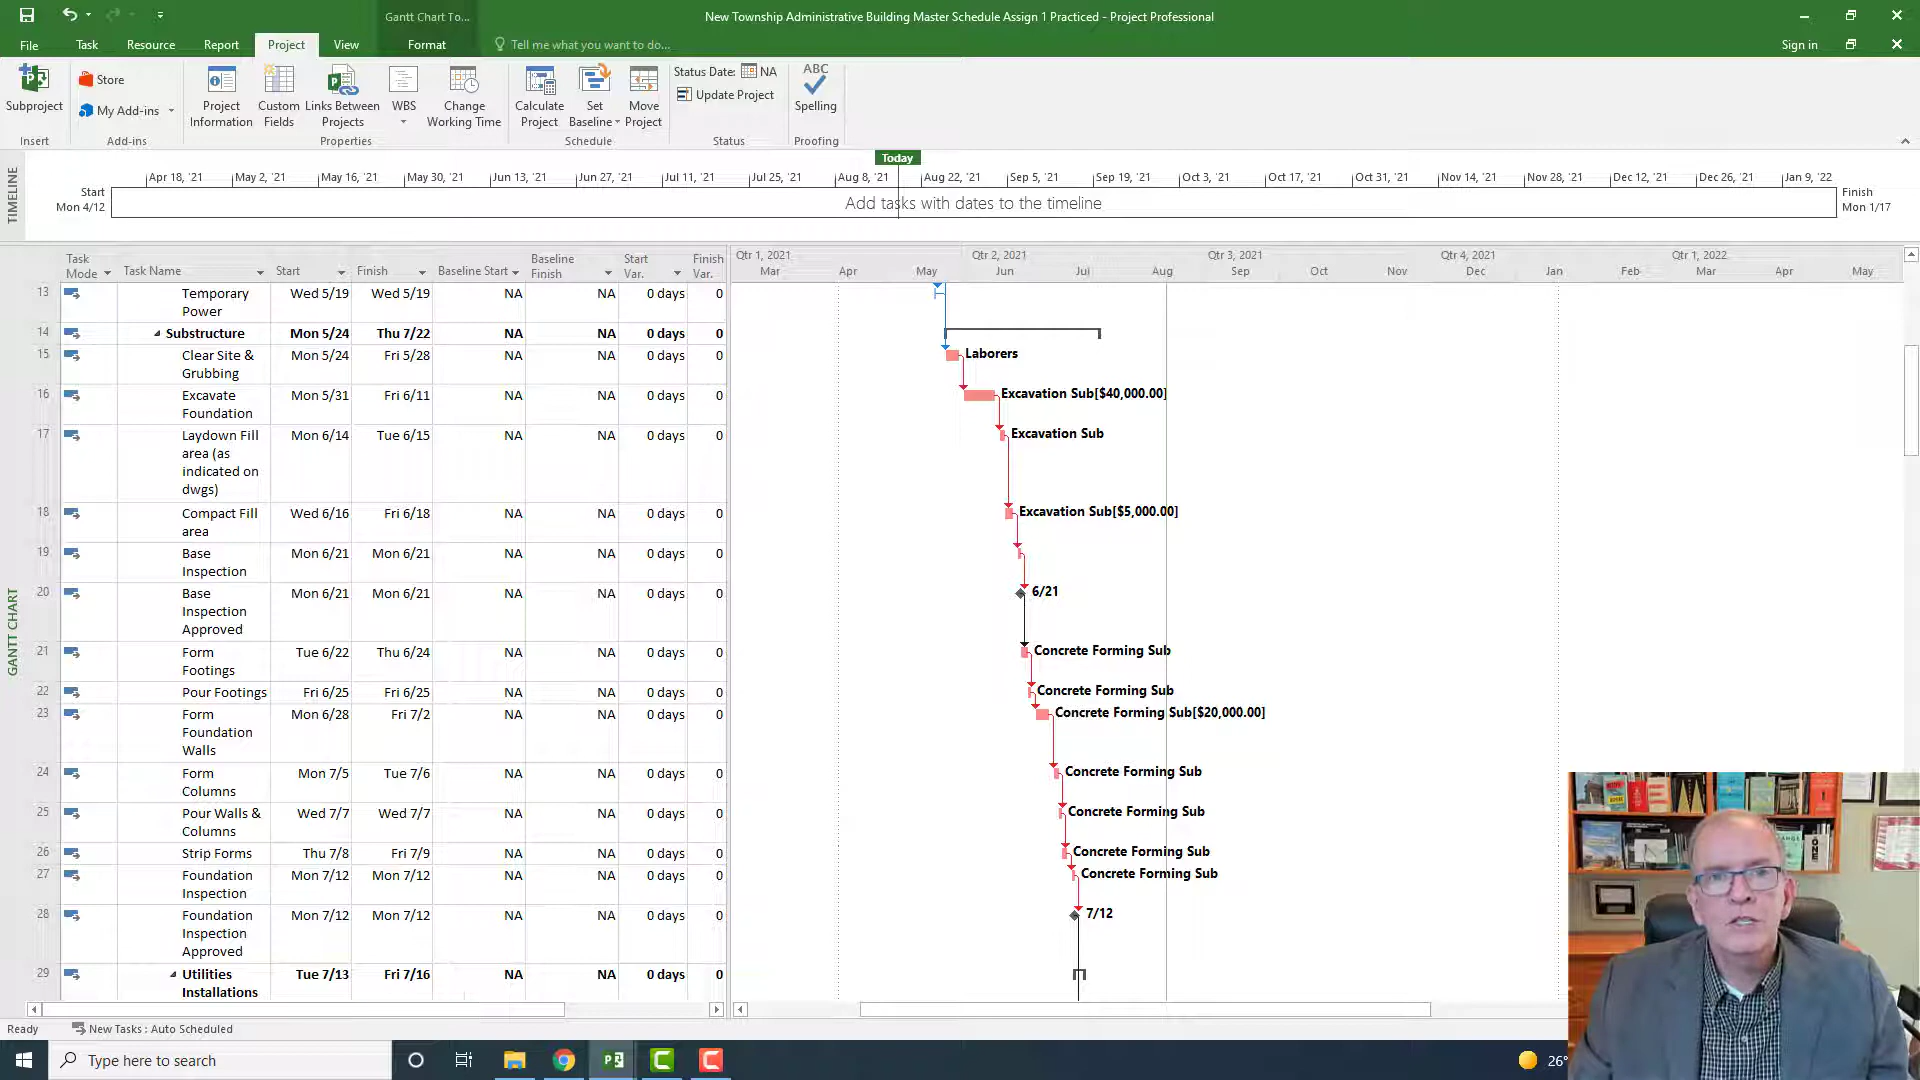 Gantt Chart To...
New Township Administrative Building Master Schedule Assign 1 Practiced - Project Professional
File Task Resource Report Project View Format Tell me what you want to do... Sign in
Subproject
Store
My Add-ins
Project Information
Custom Fields
Links Between Projects
WBS
Change Working Time
Calculate Project
Set Baseline
Move Project
Status Date: NA
Update Project
ABC
Spelling
Insert Add-ins Properties Schedule Status Proofing
Today
TIMELINE
Apr 18, '21 May 2, '21 May 16, '21 May 30, '21 Jun 13, '21 Jun 27, '21 Jul 11, '21 Jul 25, '21 Aug 8, '21 Aug 22, '21 Sep 5, '21 Sep 19, '21 Oct 3, '21 Oct 17, '21 Oct 31, '21 Nov 14, '21 Nov 28, '21 Dec 12, '21 Dec 26, '21 Jan 9, '22
Start
Mon 4/12
Add tasks with dates to the timeline
Finish
Mon 1/17
GANTT CHART
Task Mode Task Name Start Finish Baseline Start Baseline Finish Start Var. Finish Var.
Qtr 1, 2021 Qtr 2, 2021 Qtr 3, 2021 Qtr 4, 2021 Qtr 1, 2022
Mar Apr May Jun Jul Aug Sep Oct Nov Dec Jan Feb Mar Apr May
13 Temporary Power Wed 5/19 Wed 5/19 NA NA 0 days 0
14 Substructure Mon 5/24 Thu 7/22 NA NA 0 days 0
15 Clear Site & Grubbing Mon 5/24 Fri 5/28 NA NA 0 days 0 Laborers
16 Excavate Foundation Mon 5/31 Fri 6/11 NA NA 0 days 0 Excavation Sub[$40,000.00]
17 Laydown Fill area (as indicated on dwgs) Mon 6/14 Tue 6/15 NA NA 0 days 0 Excavation Sub
18 Compact Fill area Wed 6/16 Fri 6/18 NA NA 0 days 0 Excavation Sub[$5,000.00]
19 Base Inspection Mon 6/21 Mon 6/21 NA NA 0 days 0
20 Base Inspection Approved Mon 6/21 Mon 6/21 NA NA 0 days 0 6/21
21 Form Footings Tue 6/22 Thu 6/24 NA NA 0 days 0 Concrete Forming Sub
22 Pour Footings Fri 6/25 Fri 6/25 NA NA 0 days 0 Concrete Forming Sub
23 Form Foundation Walls Mon 6/28 Fri 7/2 NA NA 0 days 0 Concrete Forming Sub[$20,000.00]
24 Form Columns Mon 7/5 Tue 7/6 NA NA 0 days 0 Concrete Forming Sub
25 Pour Walls & Columns Wed 7/7 Wed 7/7 NA NA 0 days 0 Concrete Forming Sub
26 Strip Forms Thu 7/8 Fri 7/9 NA NA 0 days 0 Concrete Forming Sub
27 Foundation Inspection Mon 7/12 Mon 7/12 NA NA 0 days 0 Concrete Forming Sub
28 Foundation Inspection Approved Mon 7/12 Mon 7/12 NA NA 0 days 0 7/12
29 Utilities Installations Tue 7/13 Fri 7/16 NA NA 0 days 0
Ready New Tasks : Auto Scheduled
Type here to search
26°